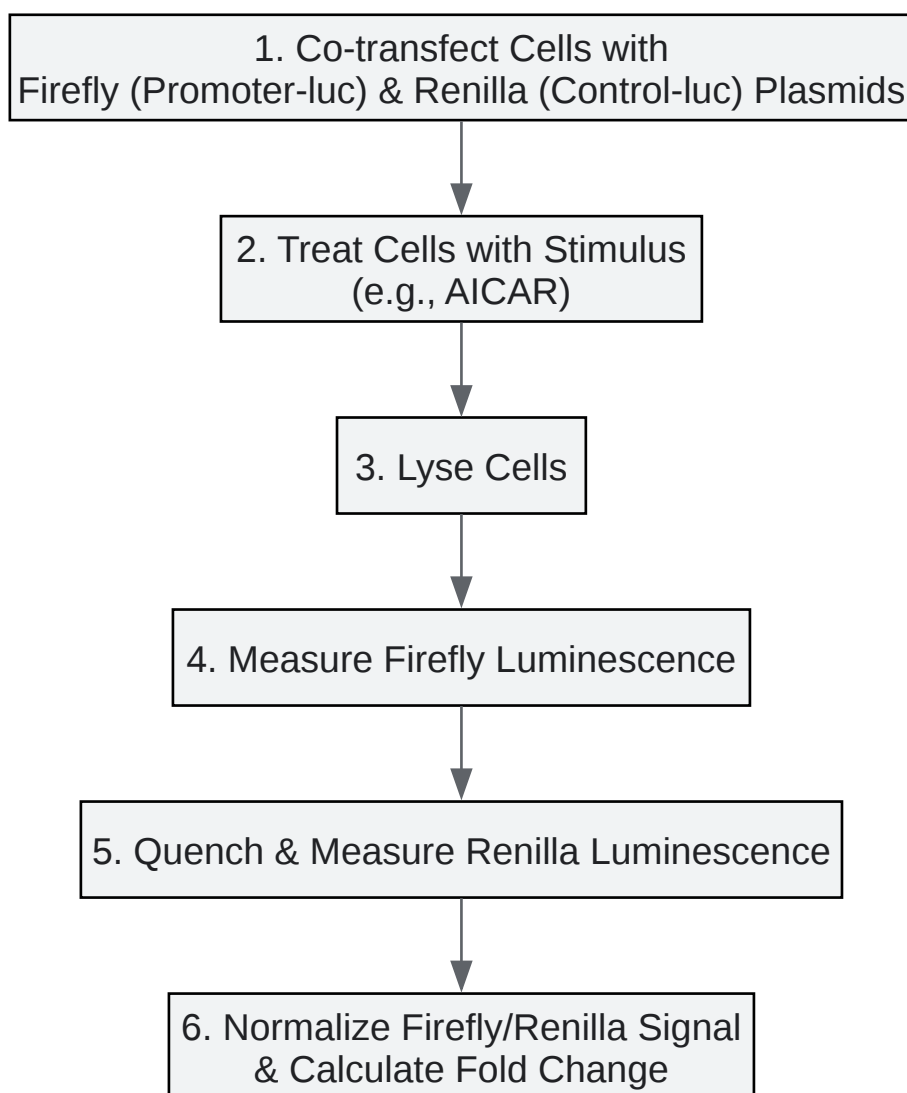 1. Co-transfect Cells with
Firefly (Promoter-luc) & Renilla (Control-luc) Plasmids
2. Treat Cells with Stimulus
(e.g., AICAR)
3. Lyse Cells
4. Measure Firefly Luminescence
5. Quench & Measure Renilla Luminescence
6. Normalize Firefly/Renilla Signal
& Calculate Fold Change